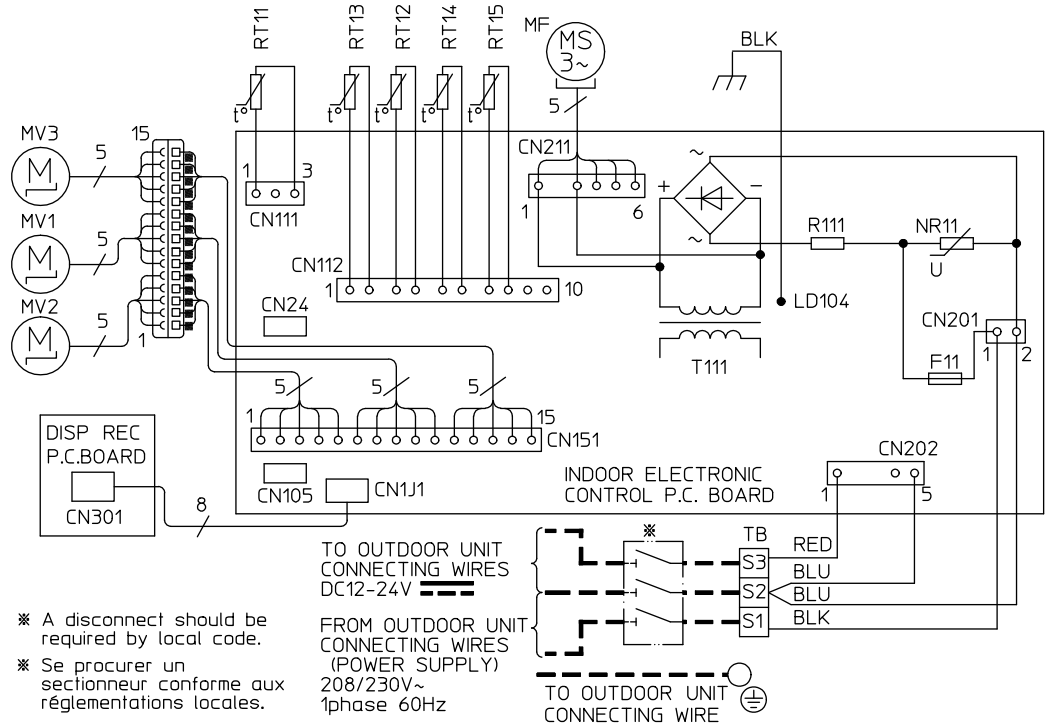 RT11 RT13 RT12 RT14 RT15
MF MS 3~
BLK
t° t° t° t° t°
5
MV3 M 5 15
MV1 M 5
MV2 M 5 1
1 3
CN111
CN211
1 6
~
+ −
~
R111 NR11
U
CN112
1 10
CN24
LD104
CN201
1 2
T111
F11
5 5 5
1 15
CN151
DISP REC
P.C.BOARD
CN301
8
CN105
CN1J1
INDOOR ELECTRONIC
CONTROL P.C. BOARD
CN202
1 5
TO OUTDOOR UNIT
CONNECTING WIRES
DC12-24V
※
TB
S3 RED
BLU
S2 BLU
S1 BLK
FROM OUTDOOR UNIT
CONNECTING WIRES
(POWER SUPPLY)
208/230V~
1phase 60Hz
TO OUTDOOR UNIT
CONNECTING WIRE
※ A disconnect should be
required by local code.
※ Se procurer un
sectionneur conforme aux
réglementations locales.